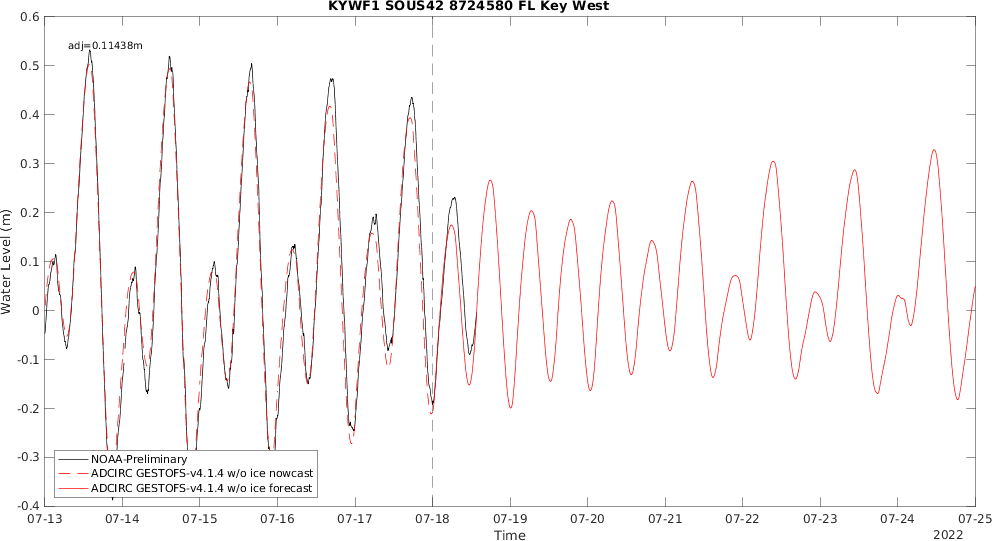 KYWF1 SOUS42 8724580 FL Key West
0.6
adj=0.11438m
0.5
0.4
0.3
0.2
0.1
0
-0.1
-0.2
-0.3
-0.4
Water Level (m)
NOAA-Preliminary
ADCIRC GESTOFS-v4.1.4 w/o ice nowcast
ADCIRC GESTOFS-v4.1.4 w/o ice forecast
07-13 07-14 07-15 07-16 07-17 07-18 07-19 07-20 07-21 07-22 07-23 07-24 07-25
Time
2022